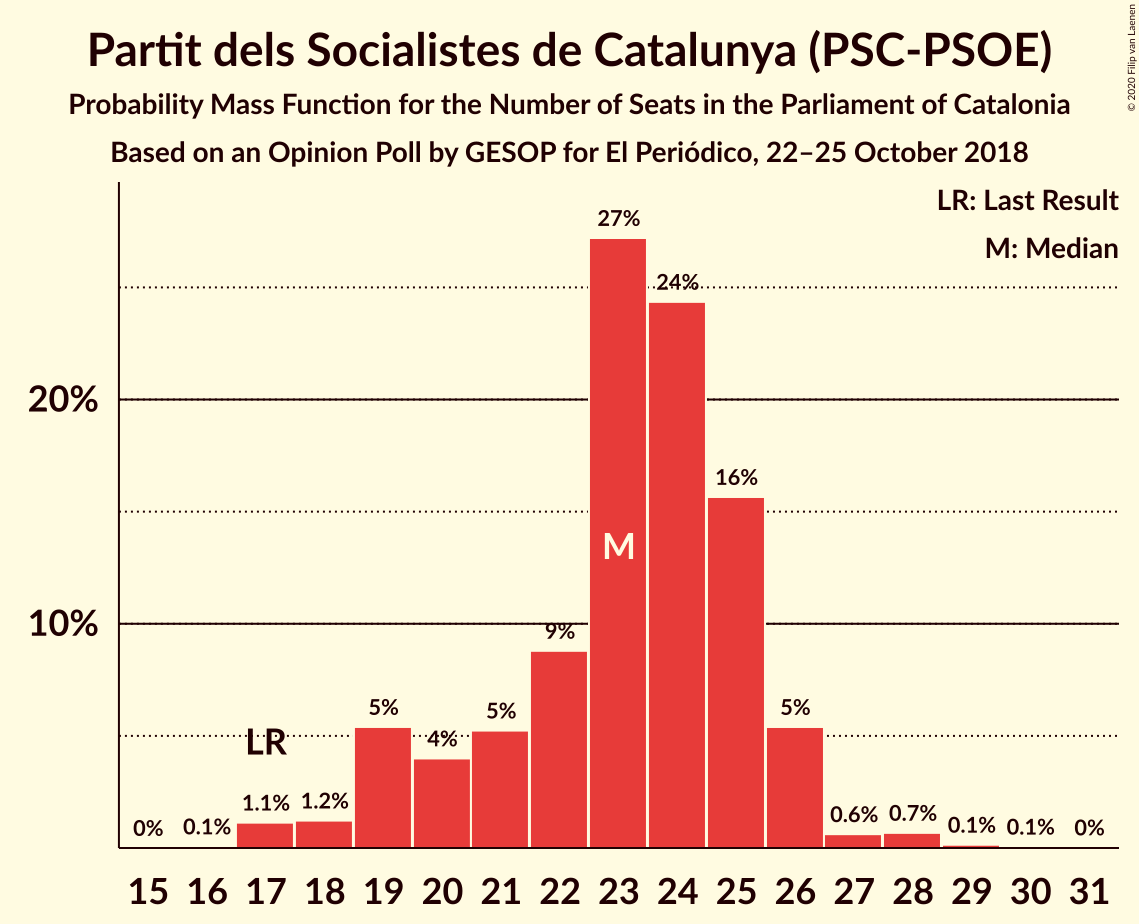 Partit dels Socialistes de Catalunya (PSC-PSOE)
Probability Mass Function for the Number of Seats in the Parliament of Catalonia
Based on an Opinion Poll by GESOP for El Periódico, 22–25 October 2018
© 2020 Filip van Laenen
LR: Last Result
M: Median
27%
24%
20%
16%
M
10%
9%
5% 5% 5%
LR 4%
1.1% 1.2% 0.6% 0.7%
0% 0.1% 0.1% 0.1% 0%
15 16 17 18 19 20 21 22 23 24 25 26 27 28 29 30 31